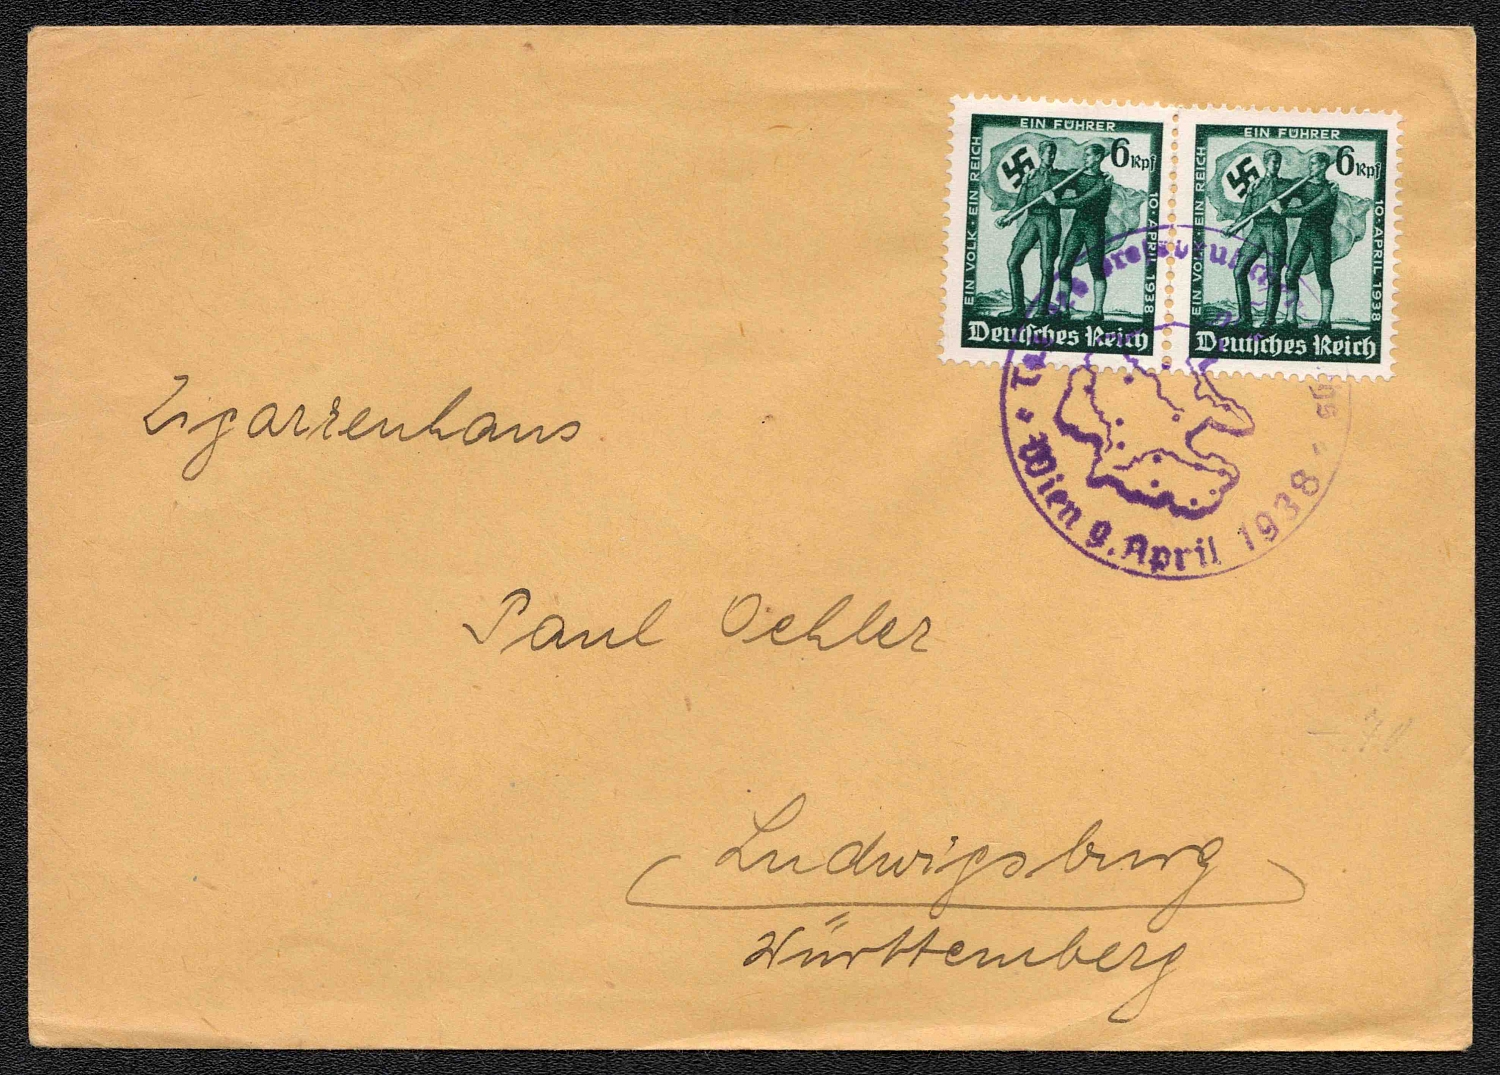 EIN FÜHRER
EIN VOLK · EIN REICH
6 Rpf
10 · APRIL 1938
Deutsches Reich
EIN FÜHRER
EIN VOLK · EIN REICH
6 Rpf
10 · APRIL 1938
Deutsches Reich
Wien 9. April 1938
Zigarrenhaus
Paul Oehler
Ludwigsburg
Württemberg